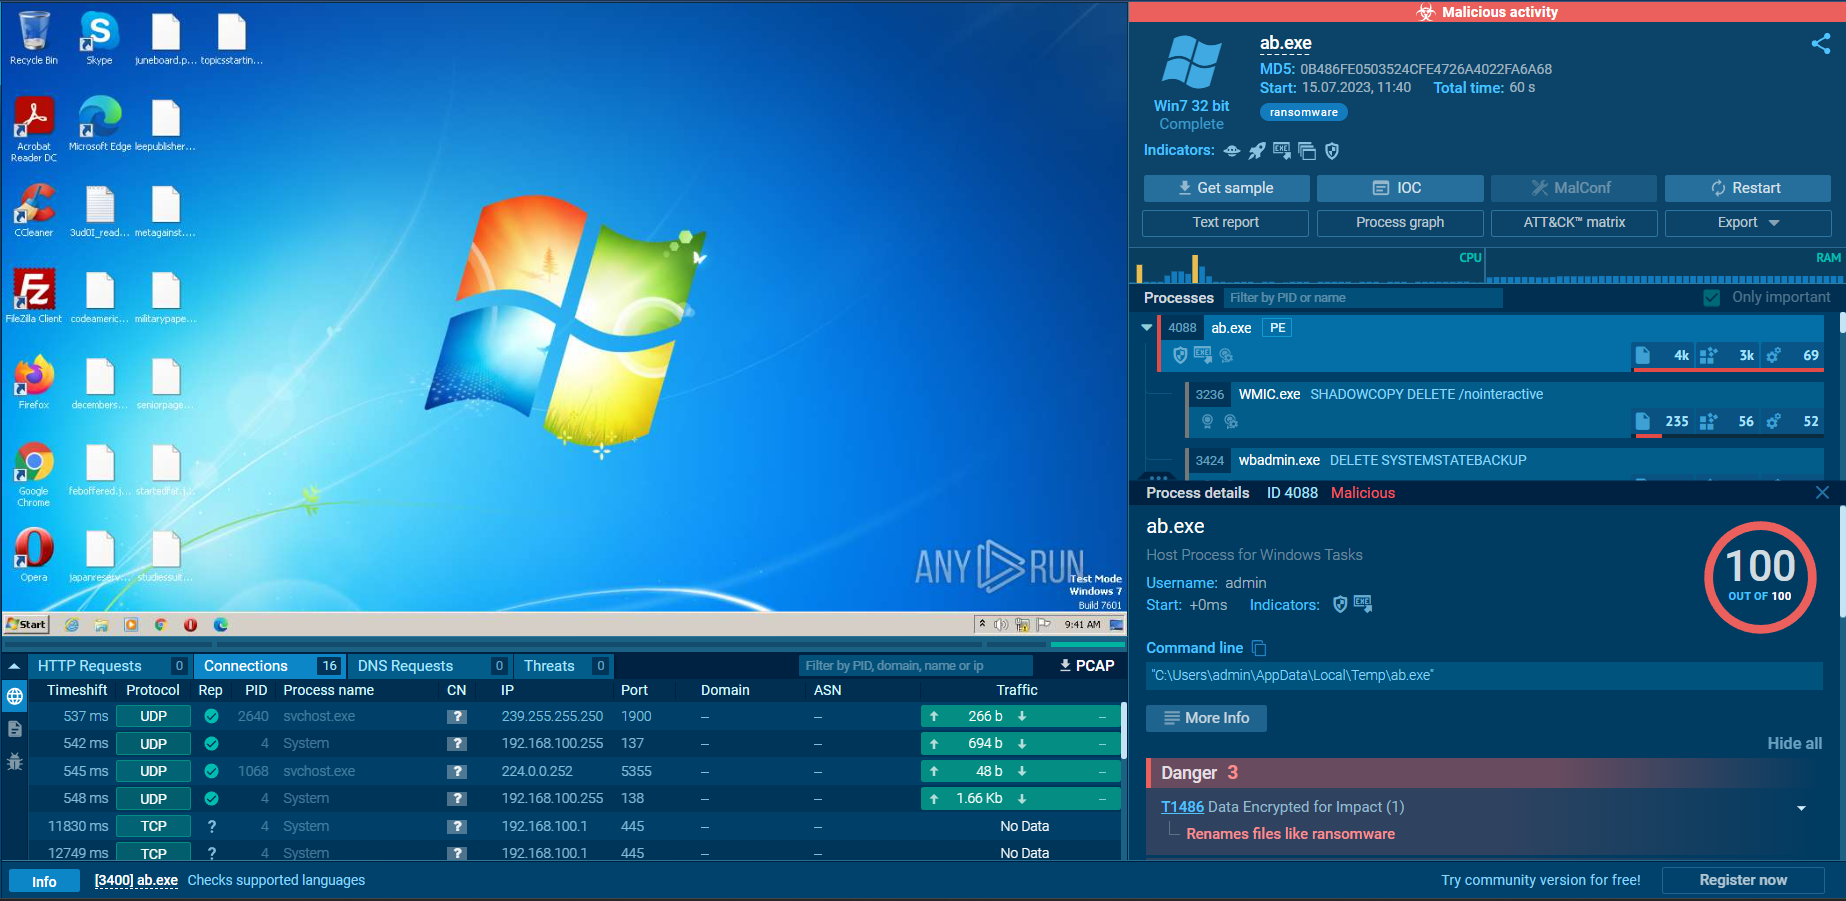 Recycle Bin
Skype
juneboard.p...
topicsstartin...
Acrobat Reader DC
Microsoft Edge
leepublisher...
CCleaner
3ud0I_read...
metagainst....
FileZilla Client
codeameric...
militarypape...
Firefox
decembers...
seniorpage...
Google Chrome
feboffered.j...
startedfar.j...
Opera
japanreserv...
studiessuit...
ANY RUN
Test Mode
Windows 7
Build 7601
Start
9:41 AM
HTTP Requests 0
Connections 16
DNS Requests 0
Threats 0
Filter by PID, domain, name or ip
PCAP
Timeshift Protocol Rep PID Process name CN IP Port Domain ASN Traffic
537 ms UDP 2640 svchost.exe ? 239.255.255.250 1900 – – 266 b –
542 ms UDP 4 System ? 192.168.100.255 137 – – 694 b –
545 ms UDP 1068 svchost.exe ? 224.0.0.252 5355 – – 48 b –
548 ms UDP 4 System ? 192.168.100.255 138 – – 1.66 Kb –
11830 ms TCP ? 4 System ? 192.168.100.1 445 – – No Data
12749 ms TCP ? 4 System ? 192.168.100.1 445 – – No Data
Info [3400] ab.exe Checks supported languages
Malicious activity
ab.exe
MD5: 0B486FE0503524CFE4726A4022FA6A68
Start: 15.07.2023, 11:40 Total time: 60 s
ransomware
Win7 32 bit
Complete
Indicators:
EXE
Get sample
IOC
MalConf
Restart
Text report
Process graph
ATT&CK™ matrix
Export
CPU
RAM
Processes
Filter by PID or name
Only important
4088 ab.exe PE
EXE
4k 3k 69
3236 WMIC.exe SHADOWCOPY DELETE /nointeractive
235 56 52
3424 wbadmin.exe DELETE SYSTEMSTATEBACKUP
Process details ID 4088 Malicious
ab.exe
Host Process for Windows Tasks
Username: admin
Start: +0ms Indicators:
EXE
100
OUT OF 100
Command line
"C:\Users\admin\AppData\Local\Temp\ab.exe"
More Info
Hide all
Danger 3
T1486 Data Encrypted for Impact (1)
Renames files like ransomware
Try community version for free!
Register now